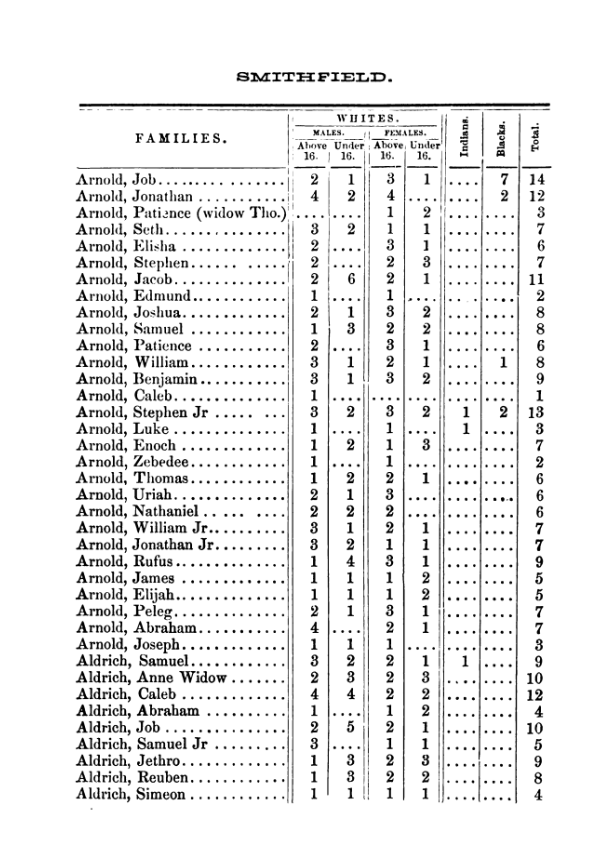 SMITHFIELD.
FAMILIES. WHITES. Indians. Blacks. Total.
MALES. FEMALES.
Above Under Above Under
16. 16. 16. 16.
Arnold, Job................ 2 1 3 1 .... 7 14
Arnold, Jonathan ........... 4 2 4 .... .... 2 12
Arnold, Patience (widow Tho.) .... .... 1 2 .... .... 3
Arnold, Seth............... 3 2 1 1 .... .... 7
Arnold, Elisha ............. 2 .... 3 1 .... .... 6
Arnold, Stephen...... ..... 2 .... 2 3 .... .... 7
Arnold, Jacob.............. 2 6 2 1 .... .... 11
Arnold, Edmund............ 1 .... 1 .... .... .... 2
Arnold, Joshua............. 2 1 3 2 .... .... 8
Arnold, Samuel ............ 1 3 2 2 .... .... 8
Arnold, Patience ........... 2 .... 3 1 .... .... 6
Arnold, William............ 3 1 2 1 .... 1 8
Arnold, Benjamin........... 3 1 3 2 .... .... 9
Arnold, Caleb.............. 1 .... .... .... .... .... 1
Arnold, Stephen Jr ..... ... 3 2 3 2 1 2 13
Arnold, Luke .............. 1 .... 1 .... 1 .... 3
Arnold, Enoch ............. 1 2 1 3 .... .... 7
Arnold, Zebedee............ 1 .... 1 .... .... .... 2
Arnold, Thomas............ 1 2 2 1 .... .... 6
Arnold, Uriah.............. 2 1 3 .... .... .... 6
Arnold, Nathaniel ..... .... 2 2 2 .... .... .... 6
Arnold, William Jr.......... 3 1 2 1 .... .... 7
Arnold, Jonathan Jr......... 3 2 1 1 .... .... 7
Arnold, Rufus.............. 1 4 3 1 .... .... 9
Arnold, James ............. 1 1 1 2 .... .... 5
Arnold, Elijah.............. 1 1 1 2 .... .... 5
Arnold, Peleg.............. 2 1 3 1 .... .... 7
Arnold, Abraham........... 4 .... 2 1 .... .... 7
Arnold, Joseph............. 1 1 1 .... .... .... 3
Aldrich, Samuel............ 3 2 2 1 1 .... 9
Aldrich, Anne Widow ....... 2 3 2 3 .... .... 10
Aldrich, Caleb ............. 4 4 2 2 .... .... 12
Aldrich, Abraham .......... 1 .... 1 2 .... .... 4
Aldrich, Job ............... 2 5 2 1 .... .... 10
Aldrich, Samuel Jr ......... 3 .... 1 1 .... .... 5
Aldrich, Jethro............. 1 3 2 3 .... .... 9
Aldrich, Reuben............ 1 3 2 2 .... .... 8
Aldrich, Simeon ............ 1 1 1 1 .... .... 4